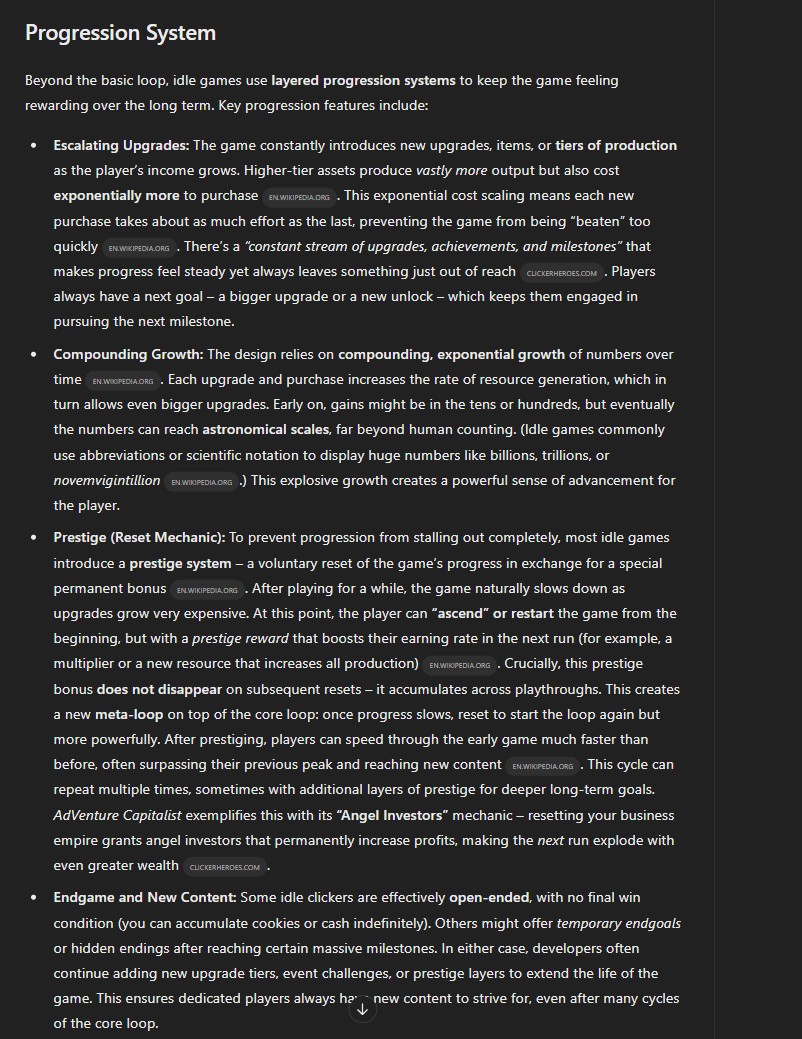 Progression System
Beyond the basic loop, idle games use layered progression systems to keep the game feeling
rewarding over the long term. Key progression features include:
• Escalating Upgrades: The game constantly introduces new upgrades, items, or tiers of production
as the player's income grows. Higher-tier assets produce vastly more output but also cost
exponentially more to purchase EN.WIKIPEDIA.ORG . This exponential cost scaling means each new
purchase takes about as much effort as the last, preventing the game from being “beaten” too
quickly EN.WIKIPEDIA.ORG . There's a “constant stream of upgrades, achievements, and milestones” that
makes progress feel steady yet always leaves something just out of reach CLICKERHEROES.COM . Players
always have a next goal – a bigger upgrade or a new unlock – which keeps them engaged in
pursuing the next milestone.
• Compounding Growth: The design relies on compounding, exponential growth of numbers over
time EN.WIKIPEDIA.ORG . Each upgrade and purchase increases the rate of resource generation, which in
turn allows even bigger upgrades. Early on, gains might be in the tens or hundreds, but eventually
the numbers can reach astronomical scales, far beyond human counting. (Idle games commonly
use abbreviations or scientific notation to display huge numbers like billions, trillions, or
novemvigintillion EN.WIKIPEDIA.ORG .) This explosive growth creates a powerful sense of advancement for
the player.
• Prestige (Reset Mechanic): To prevent progression from stalling out completely, most idle games
introduce a prestige system – a voluntary reset of the game's progress in exchange for a special
permanent bonus EN.WIKIPEDIA.ORG . After playing for a while, the game naturally slows down as
upgrades grow very expensive. At this point, the player can “ascend” or restart the game from the
beginning, but with a prestige reward that boosts their earning rate in the next run (for example, a
multiplier or a new resource that increases all production) EN.WIKIPEDIA.ORG . Crucially, this prestige
bonus does not disappear on subsequent resets – it accumulates across playthroughs. This creates
a new meta-loop on top of the core loop: once progress slows, reset to start the loop again but
more powerfully. After prestiging, players can speed through the early game much faster than
before, often surpassing their previous peak and reaching new content EN.WIKIPEDIA.ORG . This cycle can
repeat multiple times, sometimes with additional layers of prestige for deeper long-term goals.
AdVenture Capitalist exemplifies this with its “Angel Investors” mechanic – resetting your business
empire grants angel investors that permanently increase profits, making the next run explode with
even greater wealth CLICKERHEROES.COM .
• Endgame and New Content: Some idle clickers are effectively open-ended, with no final win
condition (you can accumulate cookies or cash indefinitely). Others might offer temporary endgoals
or hidden endings after reaching certain massive milestones. In either case, developers often
continue adding new upgrade tiers, event challenges, or prestige layers to extend the life of the
game. This ensures dedicated players always have new content to strive for, even after many cycles
of the core loop.